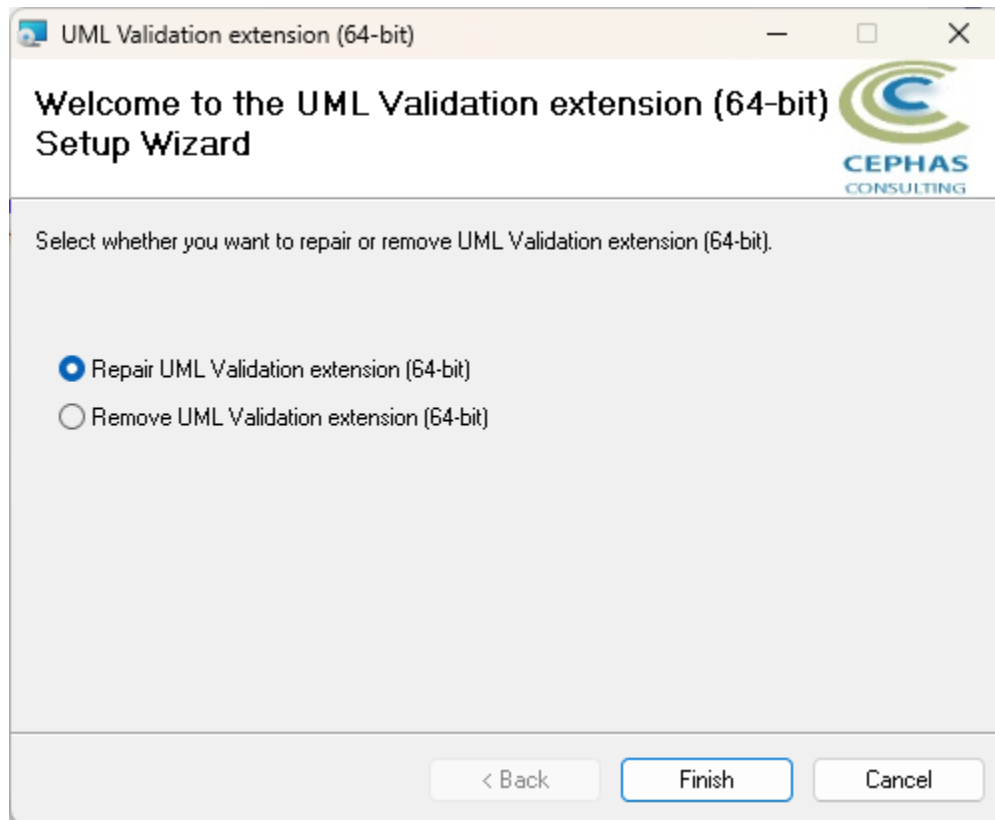 UML Validation extension (64-bit)
Welcome to the UML Validation extension (64-bit)
Setup Wizard
CEPHAS
CONSULTING
Select whether you want to repair or remove UML Validation extension (64-bit).
Repair UML Validation extension (64-bit)
Remove UML Validation extension (64-bit)
< Back
Finish
Cancel